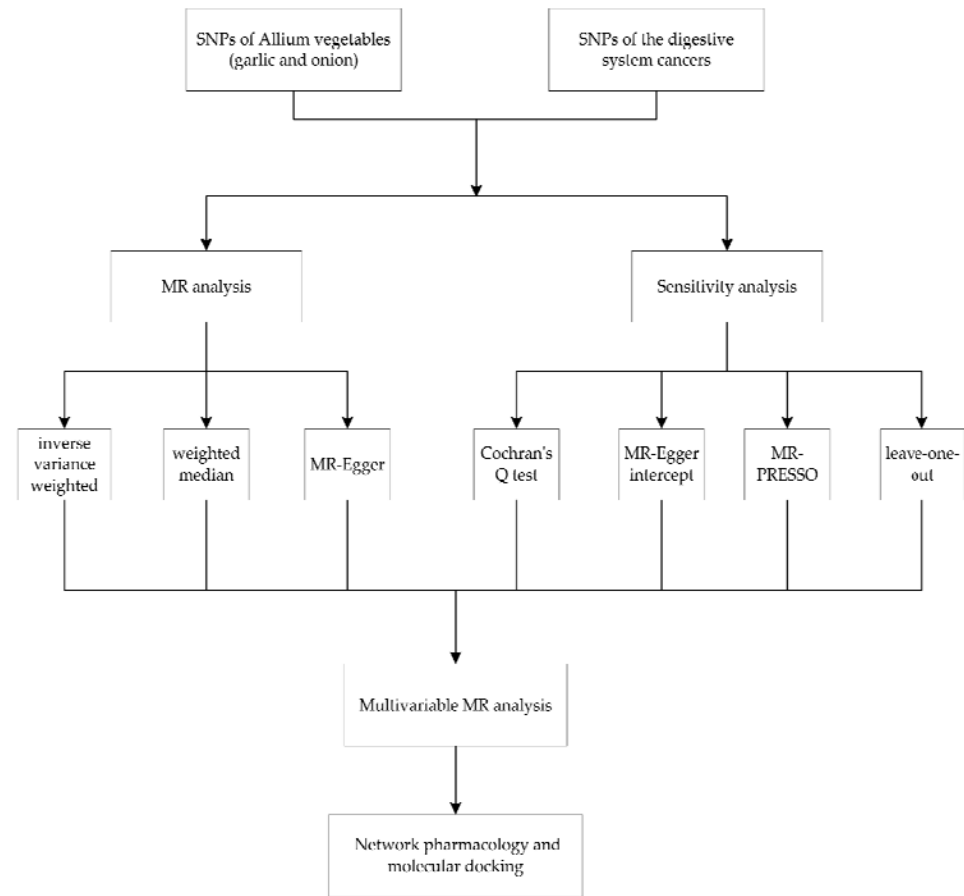 SNPs of Allium vegetables
(garlic and onion)
SNPs of the digestive
system cancers
MR analysis
Sensitivity analysis
inverse
variance
weighted
weighted
median
MR-Egger
Cochran's
Q test
MR-Egger
intercept
MR-
PRESSO
leave-one-
out
Multivariable MR analysis
Network pharmacology and
molecular docking